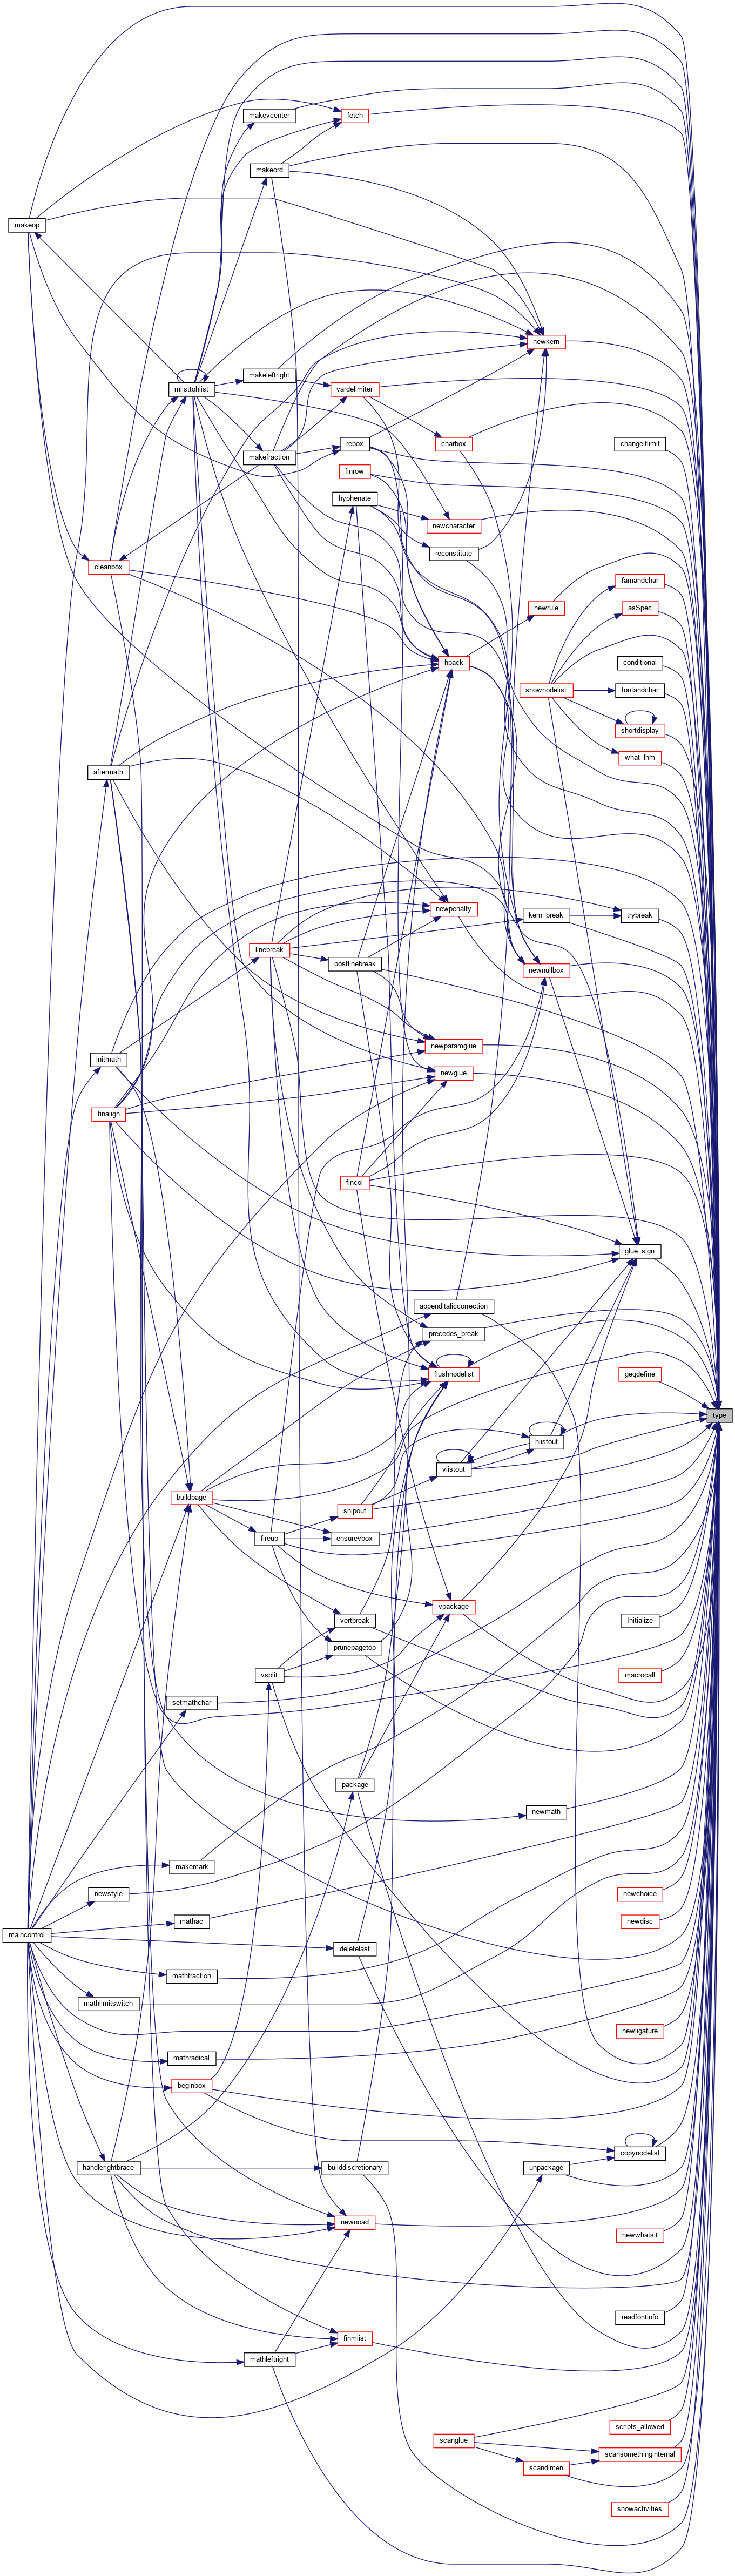 makevcenter
fetch
makeord
makeop
newkern
makeleftright
mlisttohlist
vardelimiter
changeiflimit
rebox
charbox
makefraction
finrow
hyphenate
newcharacter
reconstitute
cleanbox
famandchar
newrule
asSpec
hpack
conditional
shownodelist
fontandchar
shortdisplay
what_lhm
aftermath
newpenalty
kern_break
trybreak
linebreak
postlinebreak
newnullbox
newparamglue
initmath
newglue
finalign
fincol
glue_sign
appenditaliccorrection
precedes_break
flushnodelist
geqdefine
type
hlistout
vlistout
buildpage
shipout
fireup
ensurevbox
vpackage
vertbreak
Initialize
prunepagetop
vsplit
macrocall
setmathchar
package
newmath
makemark
newstyle
newchoice
mathac
newdisc
maincontrol
deletelast
mathfraction
mathlimitswitch
newligature
mathradical
beginbox
copynodelist
handlerightbrace
builddiscretionary
unpackage
newnoad
newwhatsit
readfontinfo
finmlist
mathleftright
scripts_allowed
scanglue
scansomethinginternal
scandimen
showactivities